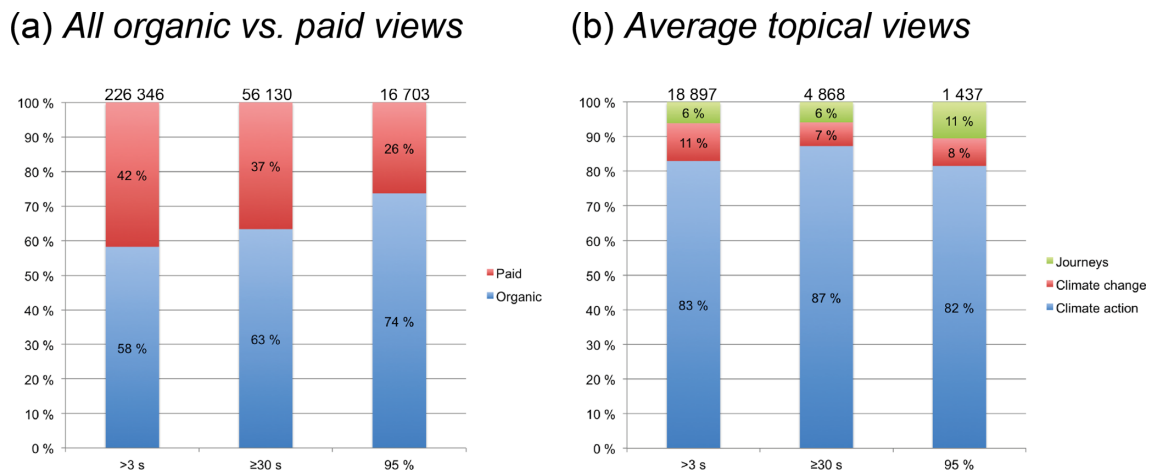 (a) All organic vs. paid views
226 346 56 130 16 703
100 %
90 %
80 %
70 %
60 %
50 %
40 %
30 %
20 %
10 %
0 %
42 % 37 % 26 %
58 % 63 % 74 %
>3 s ≥30 s 95 %
Paid
Organic
(b) Average topical views
18 897 4 868 1 437
100 %
90 %
80 %
70 %
60 %
50 %
40 %
30 %
20 %
10 %
0 %
6 % 6 % 11 %
11 % 7 % 8 %
83 % 87 % 82 %
>3 s ≥30 s 95 %
Journeys
Climate change
Climate action